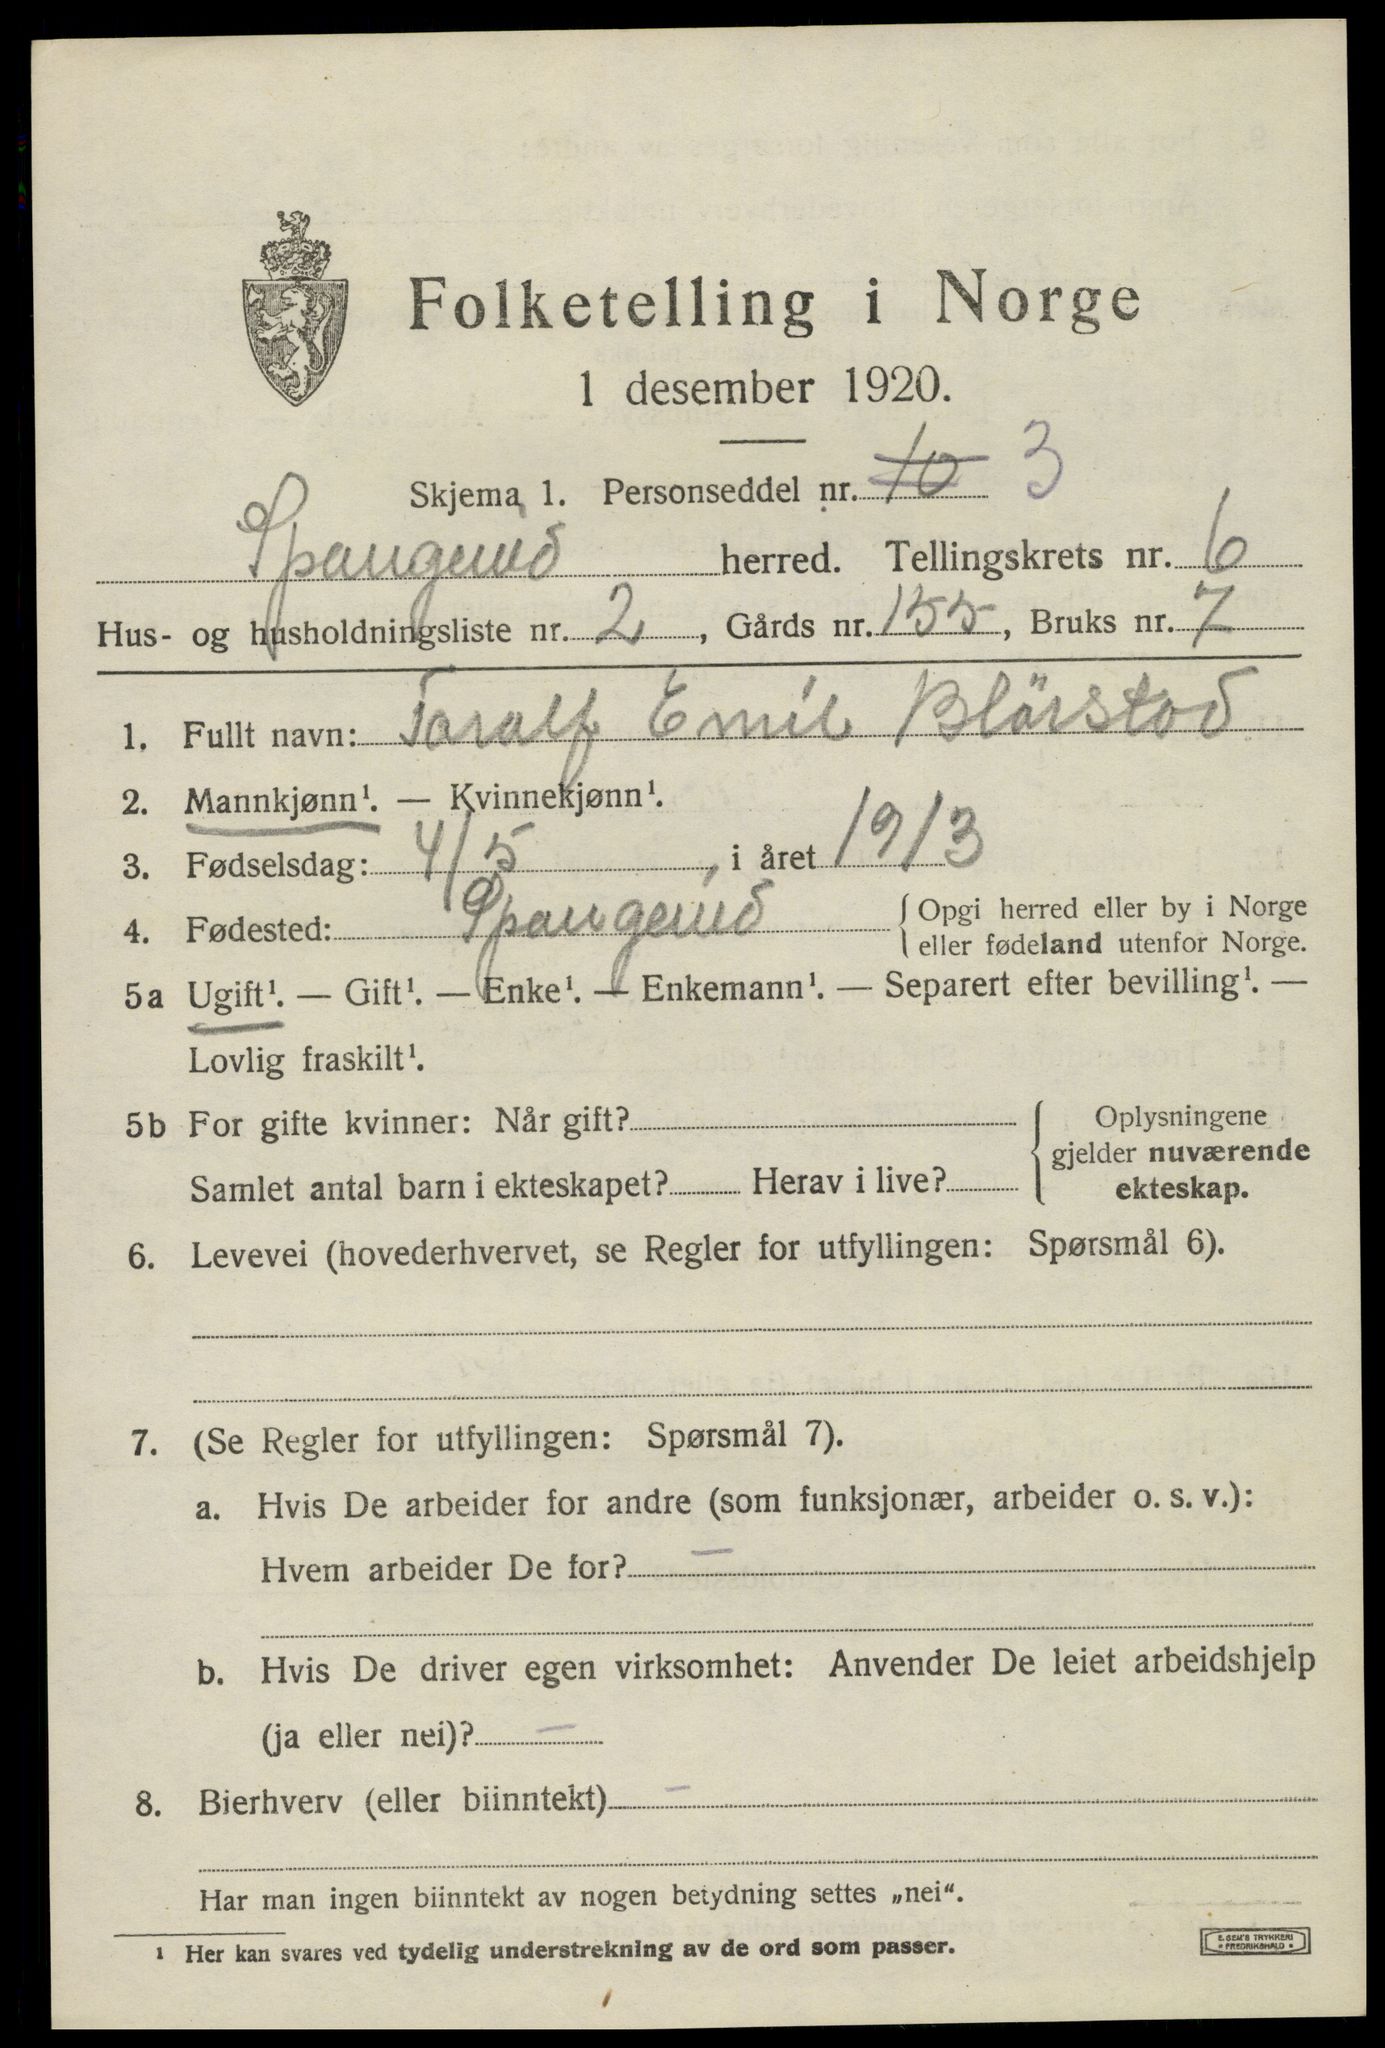 Folketelling i Norge
1 desember 1920.
Skjema 1. Personseddel nr. 10 3
Spangereid herred. Tellingskrets nr. 6
Hus- og husholdningsliste nr. 2, Gårds nr. 155, Bruks nr. 7
1. Fullt navn: Taralf Emil Blörstad
2. Mannkjønn¹. — Kvinnekjønn¹.
3. Fødselsdag: 4/5, i året 1913
4. Fødested: Spangereid { Opgi herred eller by i Norge
eller fødeland utenfor Norge.
5a Ugift¹. — Gift¹. — Enke¹. — Enkemann¹. — Separert efter bevilling¹. —
Lovlig fraskilt¹.
5b For gifte kvinner: Når gift? { Oplysningene
gjelder nuværende
Samlet antal barn i ekteskapet? Herav i live? ekteskap.
6. Levevei (hovederhvervet, se Regler for utfyllingen: Spørsmål 6).
7. (Se Regler for utfyllingen: Spørsmål 7).
a. Hvis De arbeider for andre (som funksjonær, arbeider o. s. v.):
Hvem arbeider De for? —
b. Hvis De driver egen virksomhet: Anvender De leiet arbeidshjelp
(ja eller nei)? —
8. Bierhverv (eller biinntekt) —
Har man ingen biinntekt av nogen betydning settes „nei“.
¹ Her kan svares ved tydelig understrekning av de ord som passer.
E. SEM'S TRYKKERI
• FREDRIKSHALD •